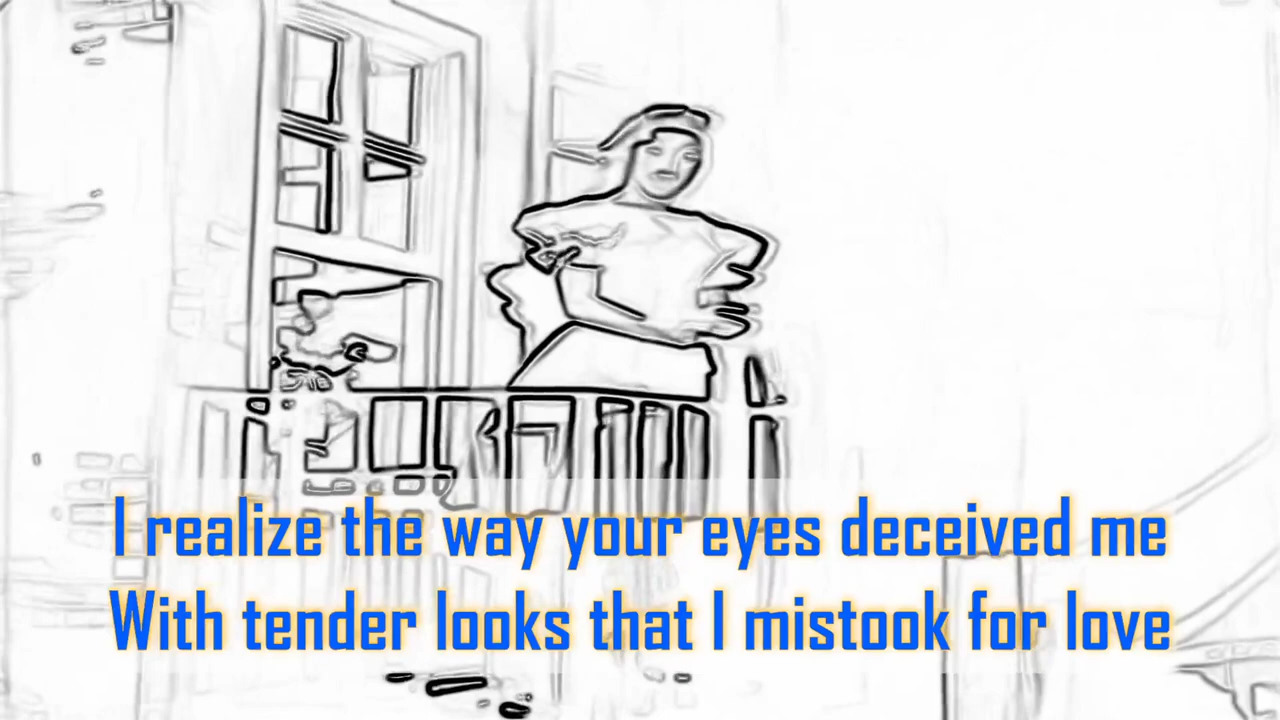 I realize the way your eyes deceived me
With tender looks that I mistook for love